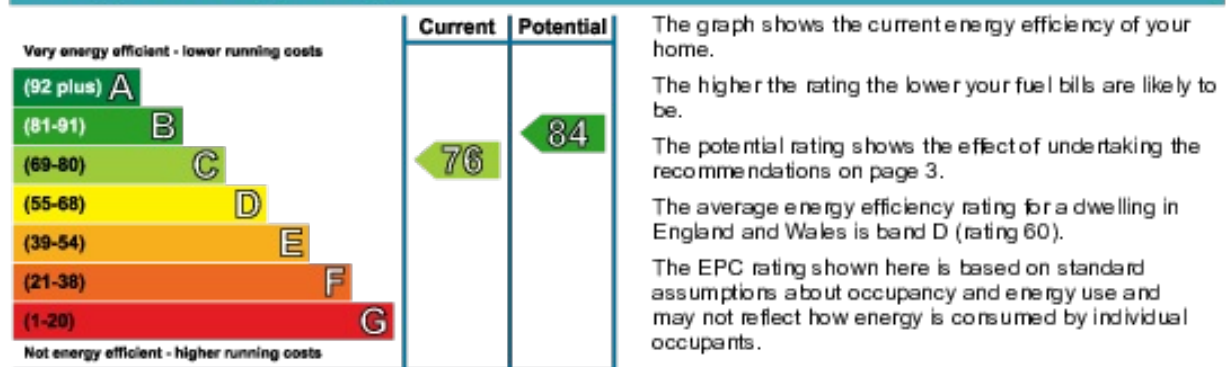 Current Potential
Very energy efficient - lower running costs
(92 plus) A
(81-91) B
(69-80) C
(55-68) D
(39-54) E
(21-38) F
(1-20) G
Not energy efficient - higher running costs
76
84
The graph shows the current energy efficiency of your
home.
The higher the rating the lower your fuel bills are likely to
be.
The potential rating shows the effect of undertaking the
recommendations on page 3.
The average energy efficiency rating for a dwelling in
England and Wales is band D (rating 60).
The EPC rating shown here is based on standard
assumptions about occupancy and energy use and
may not reflect how energy is consumed by individual
occupants.